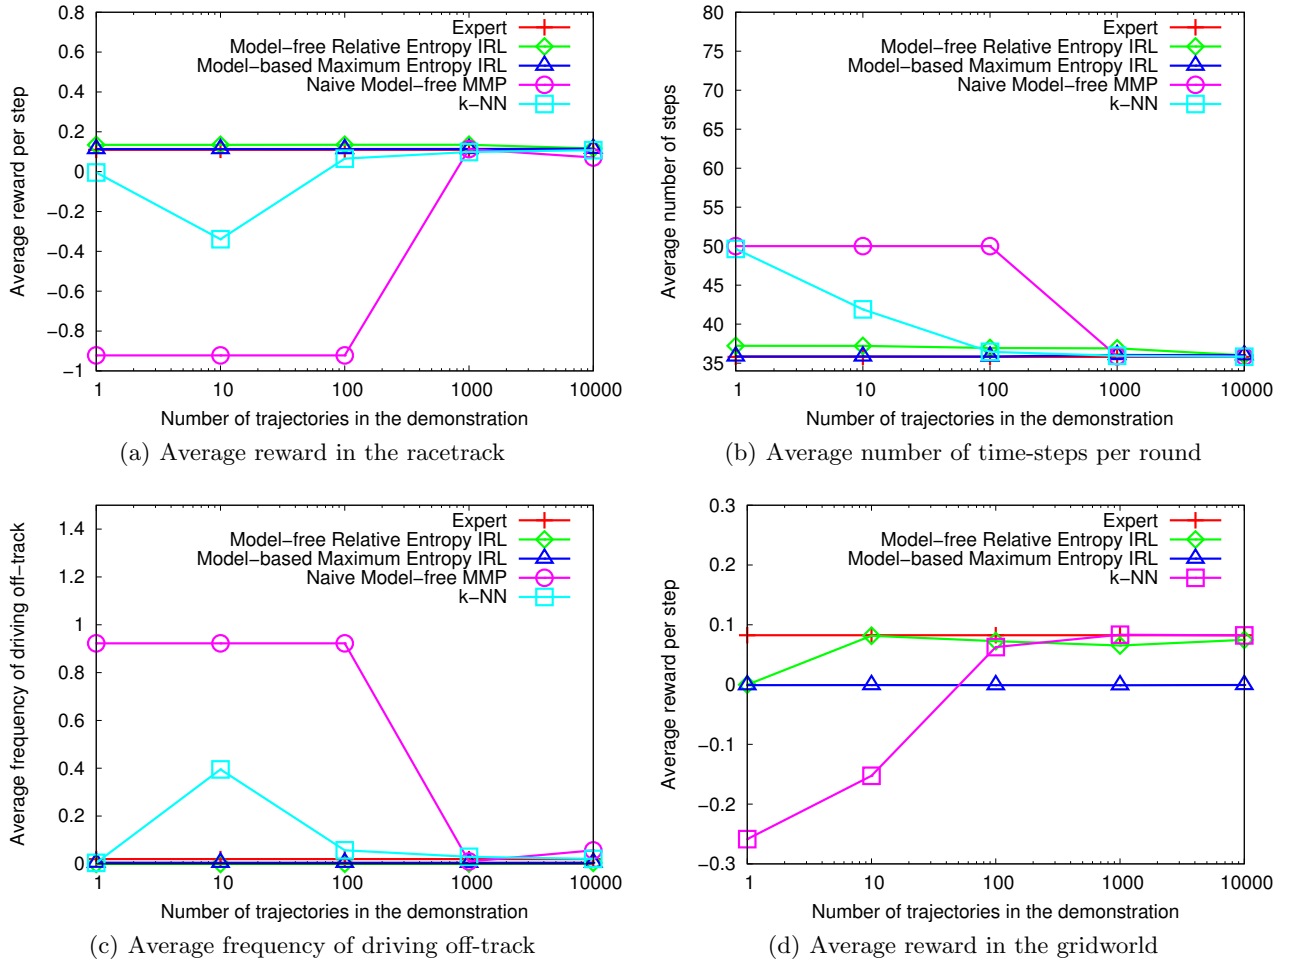 Average reward per step
0.8
0.6
0.4
0.2
0
−0.2
−0.4
−0.6
−0.8
−1
1
10
100
1000
10000
Number of trajectories in the demonstration
Expert
Model−free Relative Entropy IRL
Model−based Maximum Entropy IRL
Naive Model−free MMP
k−NN
(a) Average reward in the racetrack
Average number of steps
80
75
70
65
60
55
50
45
40
35
1
10
100
1000
10000
Number of trajectories in the demonstration
Expert
Model−free Relative Entropy IRL
Model−based Maximum Entropy IRL
Naive Model−free MMP
k−NN
(b) Average number of time-steps per round
Average frequency of driving off−track
1.4
1.2
1
0.8
0.6
0.4
0.2
0
1
10
100
1000
10000
Number of trajectories in the demonstration
Expert
Model−free Relative Entropy IRL
Model−based Maximum Entropy IRL
Naive Model−free MMP
k−NN
(c) Average frequency of driving off-track
Average reward per step
0.3
0.2
0.1
0
−0.1
−0.2
−0.3
1
10
100
1000
10000
Number of trajectories in the demonstration
Expert
Model−free Relative Entropy IRL
Model−based Maximum Entropy IRL
k−NN
(d) Average reward in the gridworld